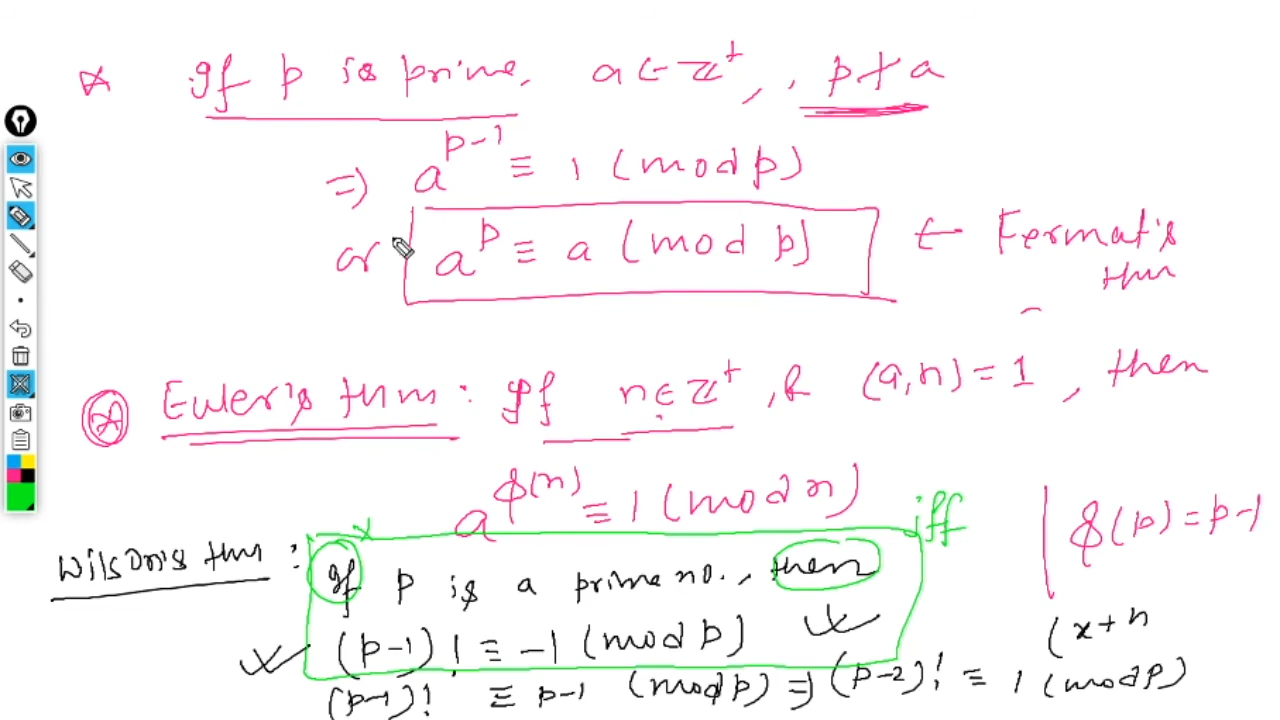 ☆ If p is prime, a ∈ ℤ⁺, , p ∤ a
⇒ a^{p-1} ≡ 1 (mod p)
or a^p ≡ a (mod p) ← Fermat's thm
⊛ Euler's thm : If n ∈ ℤ⁺, & (a,n) = 1, then
a^{φ(n)} ≡ 1 (mod n)
iff
| φ(p) = p-1
Wilson's thm : If p is a prime no., then
(p-1)! ≡ -1 (mod p)
(x+n
(p-1)! ≡ p-1 (mod p) ⇒ (p-2)! ≡ 1 (mod p)